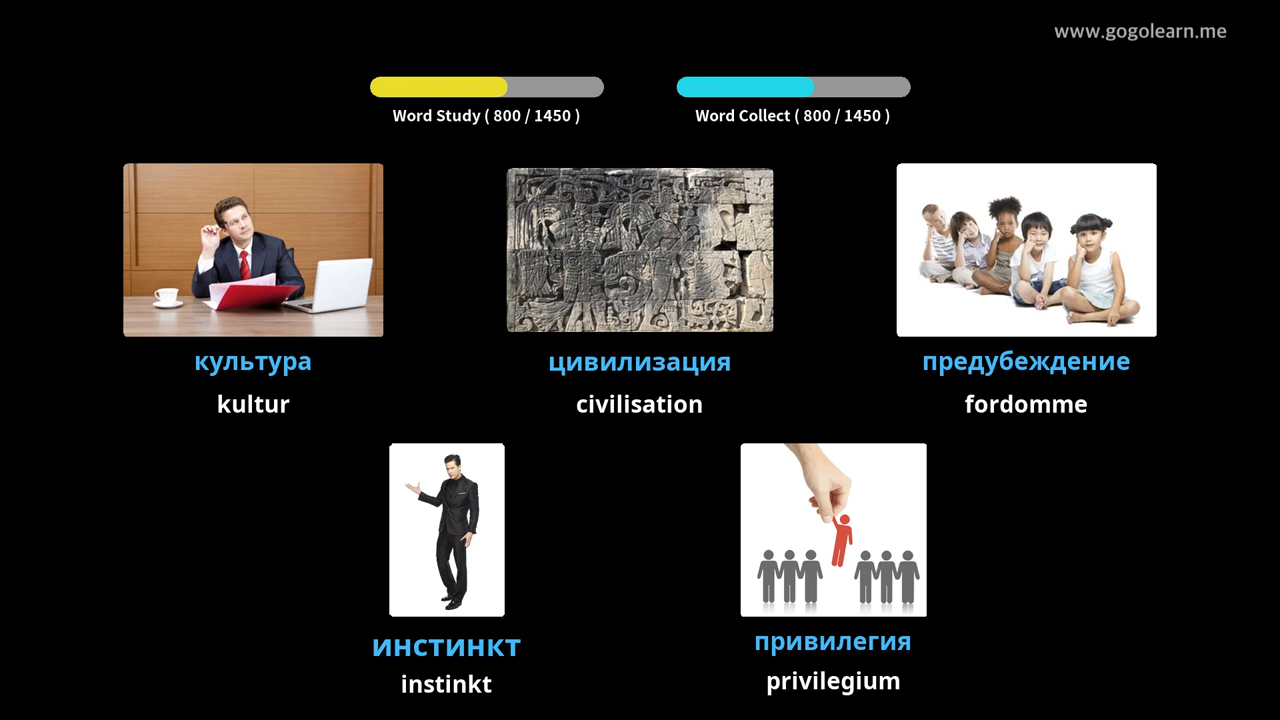 www.gogolearn.me
Word Study ( 800 / 1450 )
Word Collect ( 800 / 1450 )
культура
цивилизация
предубеждение
kultur
civilisation
fordomme
инстинкт
привилегия
instinkt
privilegium